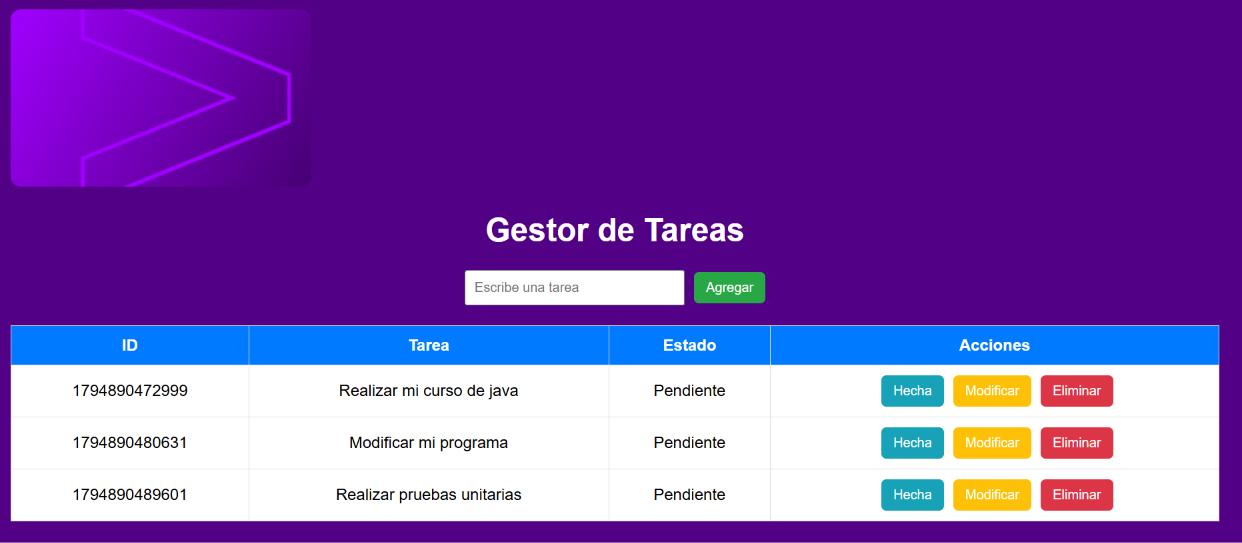 Gestor de Tareas
Escribe una tarea Agregar
ID Tarea Estado Acciones
1794890472999 Realizar mi curso de java Pendiente Hecha Modificar Eliminar
1794890480631 Modificar mi programa Pendiente Hecha Modificar Eliminar
1794890489601 Realizar pruebas unitarias Pendiente Hecha Modificar Eliminar